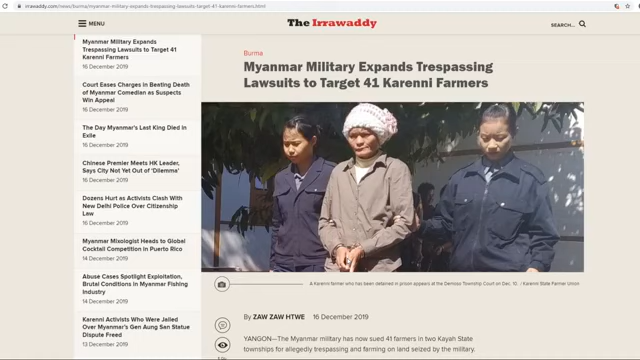 irrawaddy.com/news/burma/myanmar-military-expands-trespassing-lawsuits-target-41-karenni-farmers.html
MENU
The Irrawaddy
SEARCH...
Myanmar Military Expands
Trespassing Lawsuits to Target 41
Karenni Farmers
16 December 2019
Court Eases Charges in Beating Death
of Myanmar Comedian as Suspects
Win Appeal
16 December 2019
The Day Myanmar's Last King Died in
Exile
16 December 2019
Chinese Premier Meets HK Leader,
Says City Not Yet Out of 'Dilemma'
16 December 2019
Dozens Hurt as Activists Clash With
New Delhi Police Over Citizenship
Law
16 December 2019
Myanmar Mixologist Heads to Global
Cocktail Competition in Puerto Rico
14 December 2019
Abuse Cases Spotlight Exploitation,
Brutal Conditions in Myanmar Fishing
Industry
14 December 2019
Karenni Activists Who Were Jailed
Over Myanmar's Gen Aung San Statue
Dispute Freed
13 December 2019
Burma
Myanmar Military Expands Trespassing
Lawsuits to Target 41 Karenni Farmers
A Karenni farmer who has been detained in prison appears at the Demoso Township Court on Dec. 10. / Karenni State Farmer Union
By ZAW ZAW HTWE 16 December 2019
YANGON—The Myanmar military has now sued 41 farmers in two Kayah State
townships for allegedly trespassing and farming on land seized by the military.